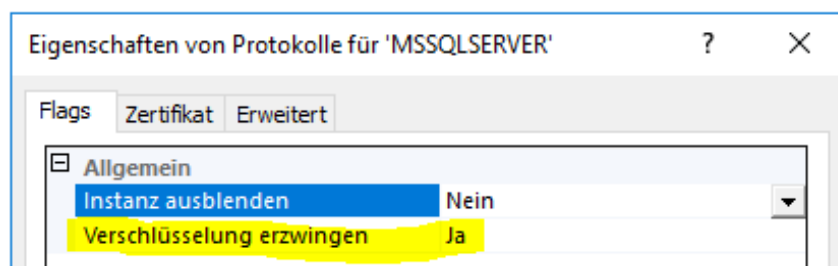 Eigenschaften von Protokolle für 'MSSQLSERVER' ?
Flags Zertifikat Erweitert
Allgemein
Instanz ausblenden Nein
Verschlüsselung erzwingen Ja